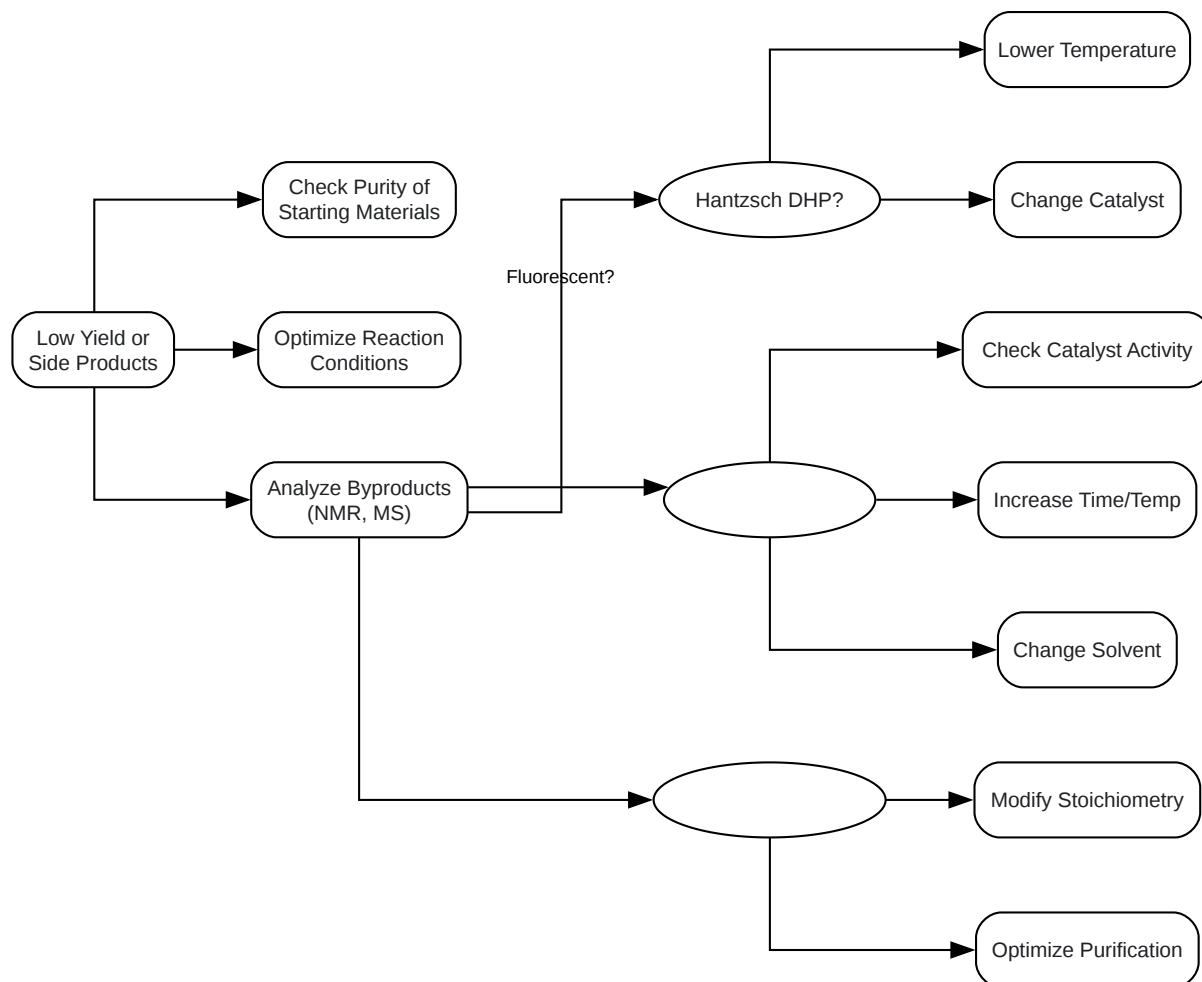 Lower Temperature
Check Purity of
Starting Materials
Hantzsch DHP?
Change Catalyst
Fluorescent?
Low Yield or
Side Products
Optimize Reaction
Conditions
Check Catalyst Activity
Analyze Byproducts
(NMR, MS)
Increase Time/Temp
Change Solvent
Modify Stoichiometry
Optimize Purification